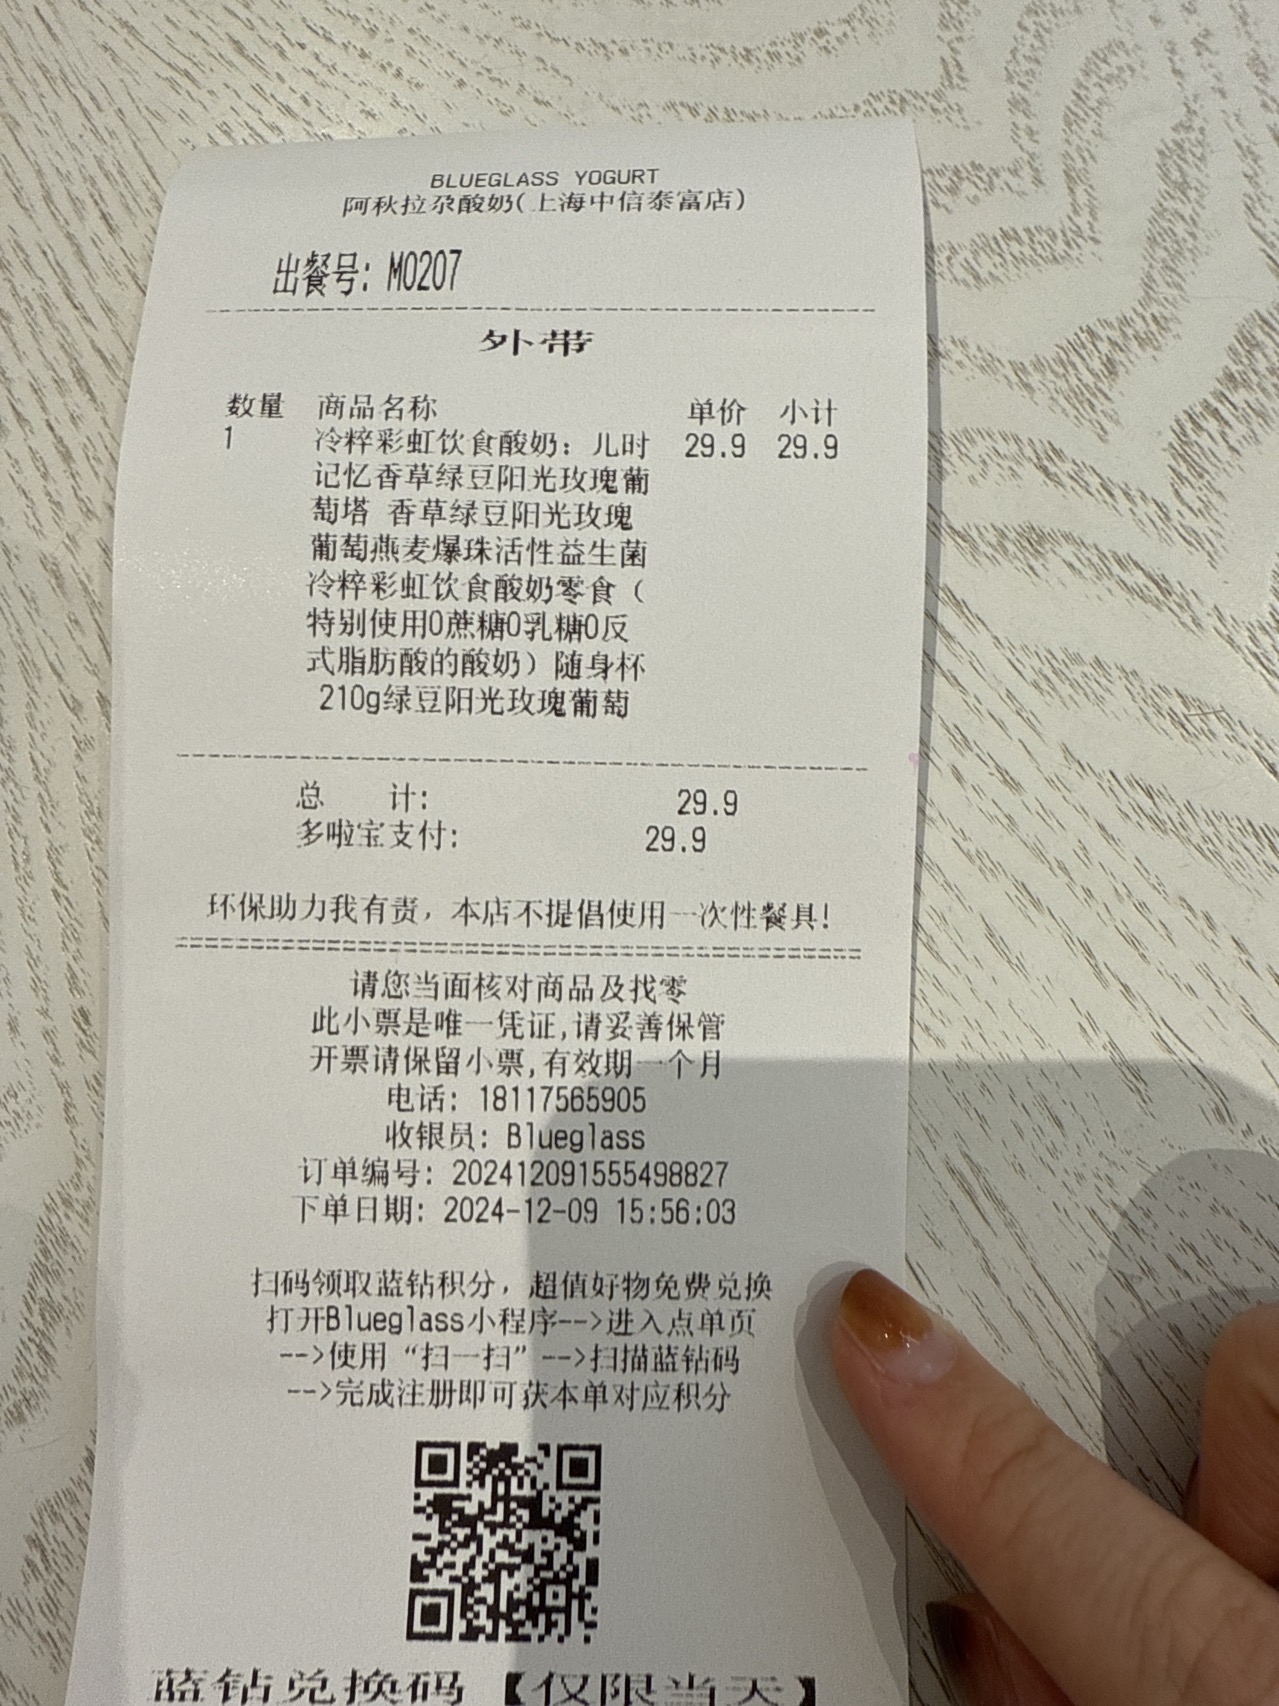 BLUEGLASS YOGURT
阿秋拉尕酸奶(上海中信泰富店)
出餐号: M0207
外带
数量 商品名称 单价 小计
1 冷粹彩虹饮食酸奶: 儿时 29.9 29.9
记忆香草绿豆阳光玫瑰葡
萄塔 香草绿豆阳光玫瑰
葡萄燕麦爆珠活性益生菌
冷粹彩虹饮食酸奶零食（
特别使用0蔗糖0乳糖0反
式脂肪酸的酸奶）随身杯
210g绿豆阳光玫瑰葡萄
总 计: 29.9
多啦宝支付: 29.9
环保助力我有责，本店不提倡使用一次性餐具!
请您当面核对商品及找零
此小票是唯一凭证,请妥善保管
开票请保留小票,有效期一个月
电话: 18117565905
收银员: Blueglass
订单编号: 202412091555498827
下单日期: 2024-12-09 15:56:03
扫码领取蓝钻积分，超值好物免费兑换
打开Blueglass小程序-->进入点单页
-->使用“扫一扫”-->扫描蓝钻码
-->完成注册即可获本单对应积分
蓝钻兑换码【仅限当天】